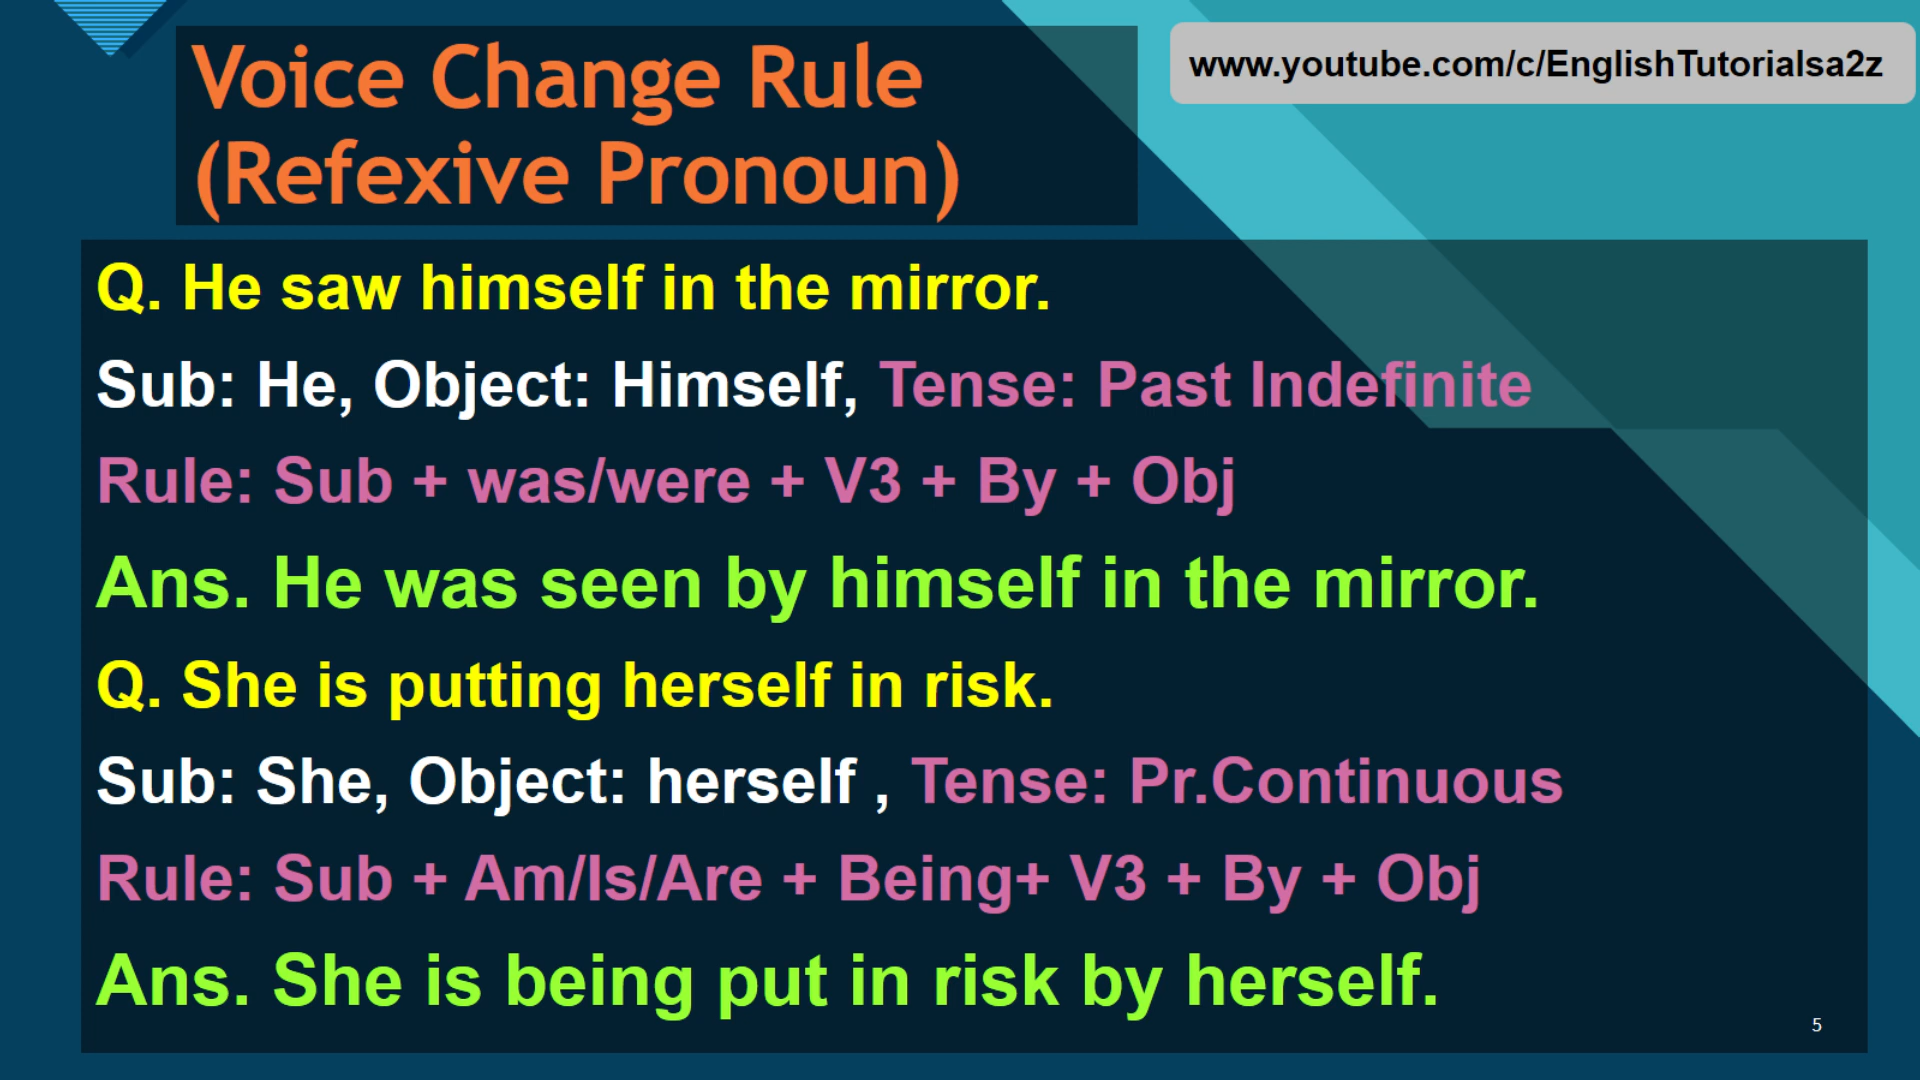 Voice Change Rule
(Refexive Pronoun)
www.youtube.com/c/EnglishTutorialsa2z
Q. He saw himself in the mirror.
Sub: He, Object: Himself, Tense: Past Indefinite
Rule: Sub + was/were + V3 + By + Obj
Ans. He was seen by himself in the mirror.
Q. She is putting herself in risk.
Sub: She, Object: herself , Tense: Pr.Continuous
Rule: Sub + Am/Is/Are + Being+ V3 + By + Obj
Ans. She is being put in risk by herself.
5